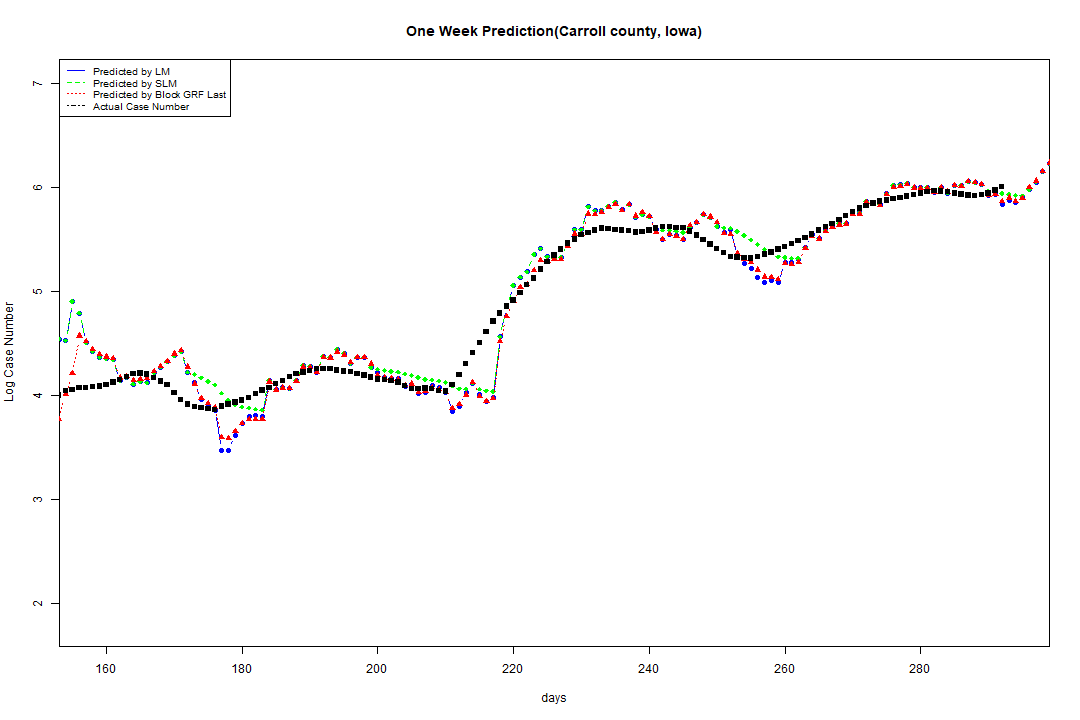 One Week Prediction(Carroll county, Iowa)
Predicted by LM
Predicted by SLM
Predicted by Block GRF Last
Actual Case Number
7
6
5
4
3
2
Log Case Number
160 180 200 220 240 260 280
days